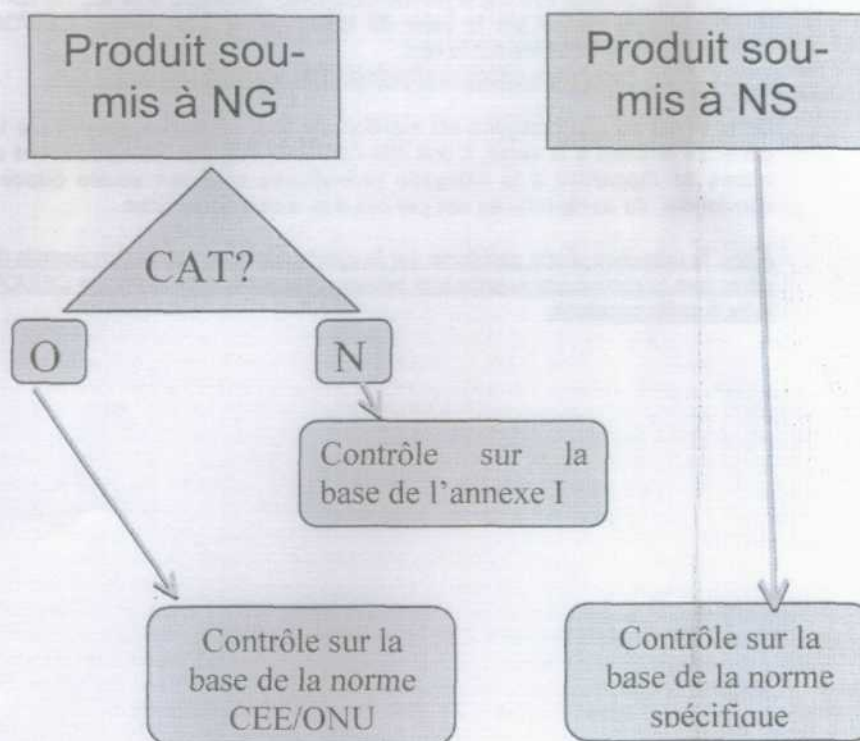 Produit sou-
mis à NG
Produit sou-
mis à NS
CAT?
O
N
Contrôle sur la
base de l'annexe I
Contrôle sur la
base de la norme
CEE/ONU
Contrôle sur la
base de la norme
spécifique